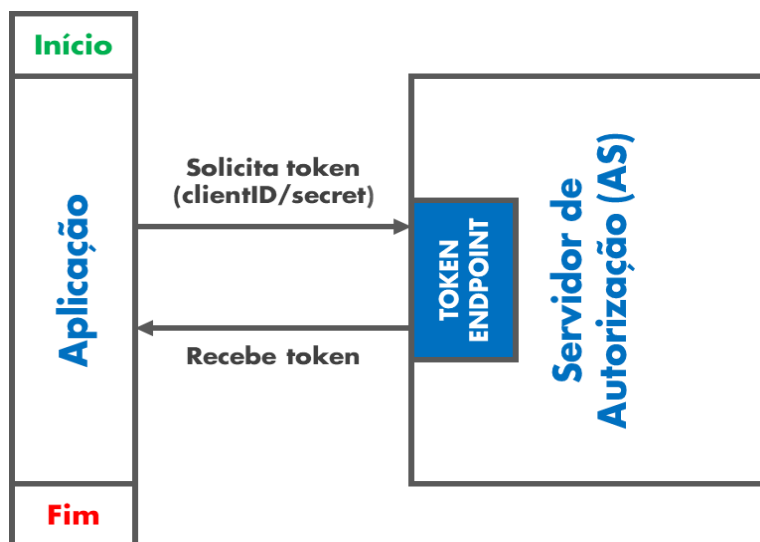 Início
Aplicação
Solicita token
(clientID/secret)
Recebe token
TOKEN
ENDPOINT
Servidor de
Autorização (AS)
Fim